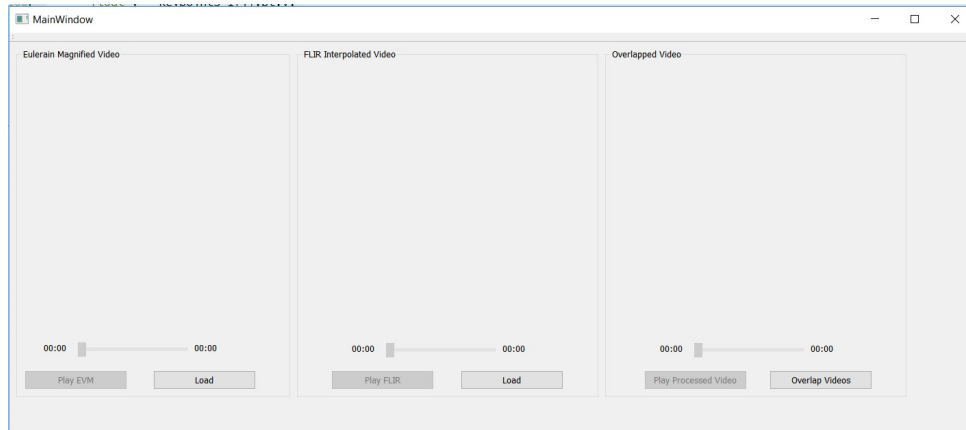 MainWindow
Eulerain Magnified Video
FLIR Interpolated Video
Overlapped Video
00:00 00:00
00:00 00:00
00:00 00:00
Play EVM Load
Play FLIR Load
Play Processed Video Overlap Videos